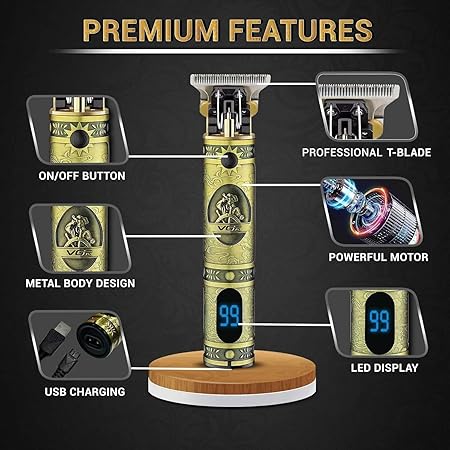 PREMIUM FEATURES
ON/OFF BUTTON
PROFESSIONAL T-BLADE
VGR
VGR
METAL BODY DESIGN
POWERFUL MOTOR
99
99
USB CHARGING
LED DISPLAY